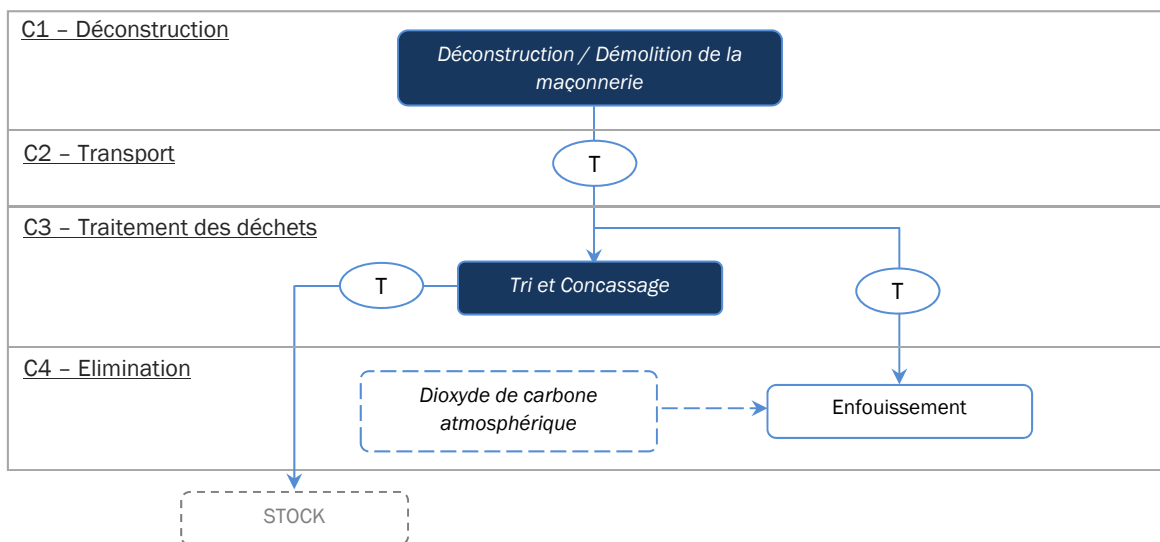 C1 – Déconstruction
Déconstruction / Démolition de la
maçonnerie
C2 – Transport
T
C3 – Traitement des déchets
T
Tri et Concassage
T
C4 – Elimination
Dioxyde de carbone
atmosphérique
Enfouissement
STOCK